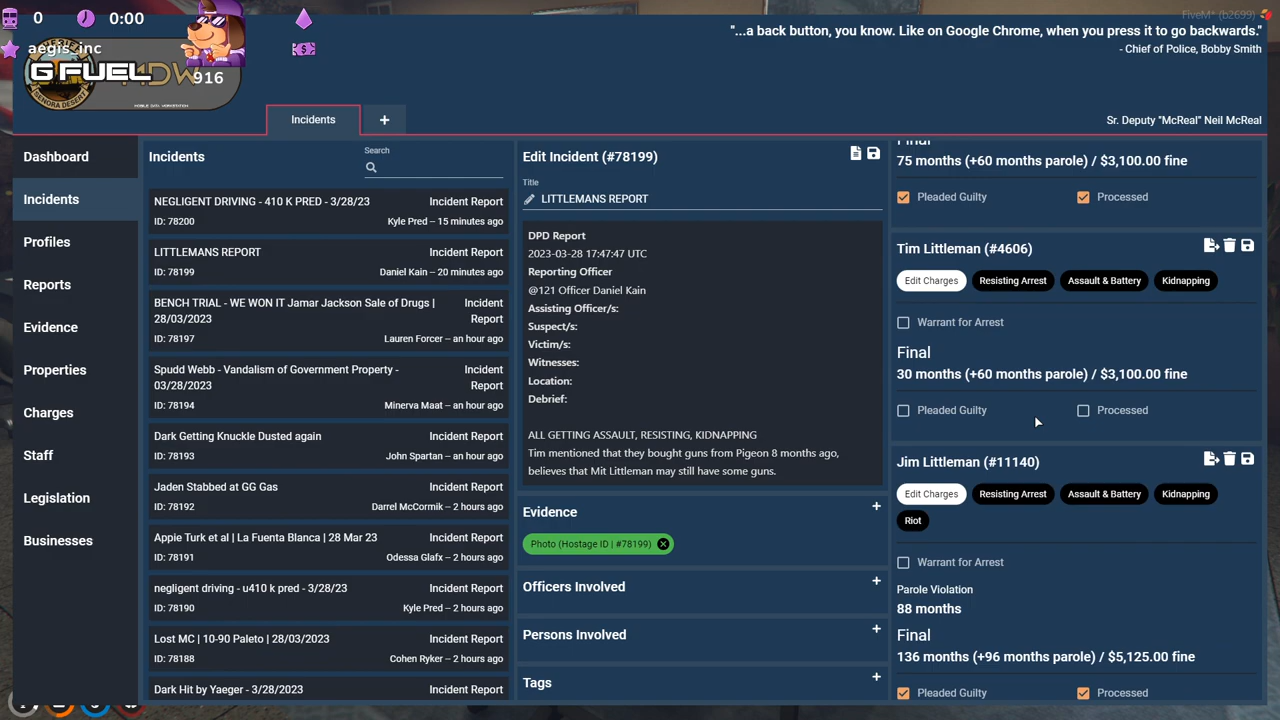 0
0:00
aegis_inc
G FUEL
MDW
916
SENORA DESERT
MOBILE DATA WORKSTATION
FiveM* (b2699)
"...a back button, you know. Like on Google Chrome, when you press it to go backwards."
- Chief of Police, Bobby Smith
Incidents
+
Sr. Deputy "McReal" Neil McReal
Dashboard
Incidents
Profiles
Reports
Evidence
Properties
Charges
Staff
Legislation
Businesses
Incidents
Search
NEGLIGENT DRIVING - 410 K PRED - 3/28/23
Incident Report
ID: 78200
Kyle Pred – 15 minutes ago
LITTLEMANS REPORT
Incident Report
ID: 78199
Daniel Kain – 20 minutes ago
BENCH TRIAL - WE WON IT Jamar Jackson Sale of Drugs |
28/03/2023
Incident
Report
ID: 78197
Lauren Forcer – an hour ago
Spudd Webb - Vandalism of Government Property -
03/28/2023
Incident
Report
ID: 78194
Minerva Maat – an hour ago
Dark Getting Knuckle Dusted again
Incident Report
ID: 78193
John Spartan – an hour ago
Jaden Stabbed at GG Gas
Incident Report
ID: 78192
Darrel McCormik – 2 hours ago
Appie Turk et al | La Fuenta Blanca | 28 Mar 23
Incident Report
ID: 78191
Odessa Glafx – 2 hours ago
negligent driving - u410 k pred - 3/28/23
Incident Report
ID: 78190
Kyle Pred – 2 hours ago
Lost MC | 10-90 Paleto | 28/03/2023
Incident Report
ID: 78188
Cohen Ryker – 2 hours ago
Dark Hit by Yaeger - 3/28/2023
Incident Report
Edit Incident (#78199)
Title
LITTLEMANS REPORT
DPD Report
2023-03-28 17:47:47 UTC
Reporting Officer
@121 Officer Daniel Kain
Assisting Officer/s:
Suspect/s:
Victim/s:
Witnesses:
Location:
Debrief:
ALL GETTING ASSAULT, RESISTING, KIDNAPPING
Tim mentioned that they bought guns from Pigeon 8 months ago,
believes that Mit Littleman may still have some guns.
Evidence
+
Photo (Hostage ID | #78199)
Officers Involved
+
Persons Involved
+
Tags
+
Final
75 months (+60 months parole) / $3,100.00 fine
Pleaded Guilty
Processed
Tim Littleman (#4606)
Edit Charges
Resisting Arrest
Assault & Battery
Kidnapping
Warrant for Arrest
Final
30 months (+60 months parole) / $3,100.00 fine
Pleaded Guilty
Processed
Jim Littleman (#11140)
Edit Charges
Resisting Arrest
Assault & Battery
Kidnapping
Riot
Warrant for Arrest
Parole Violation
88 months
Final
136 months (+96 months parole) / $5,125.00 fine
Pleaded Guilty
Processed